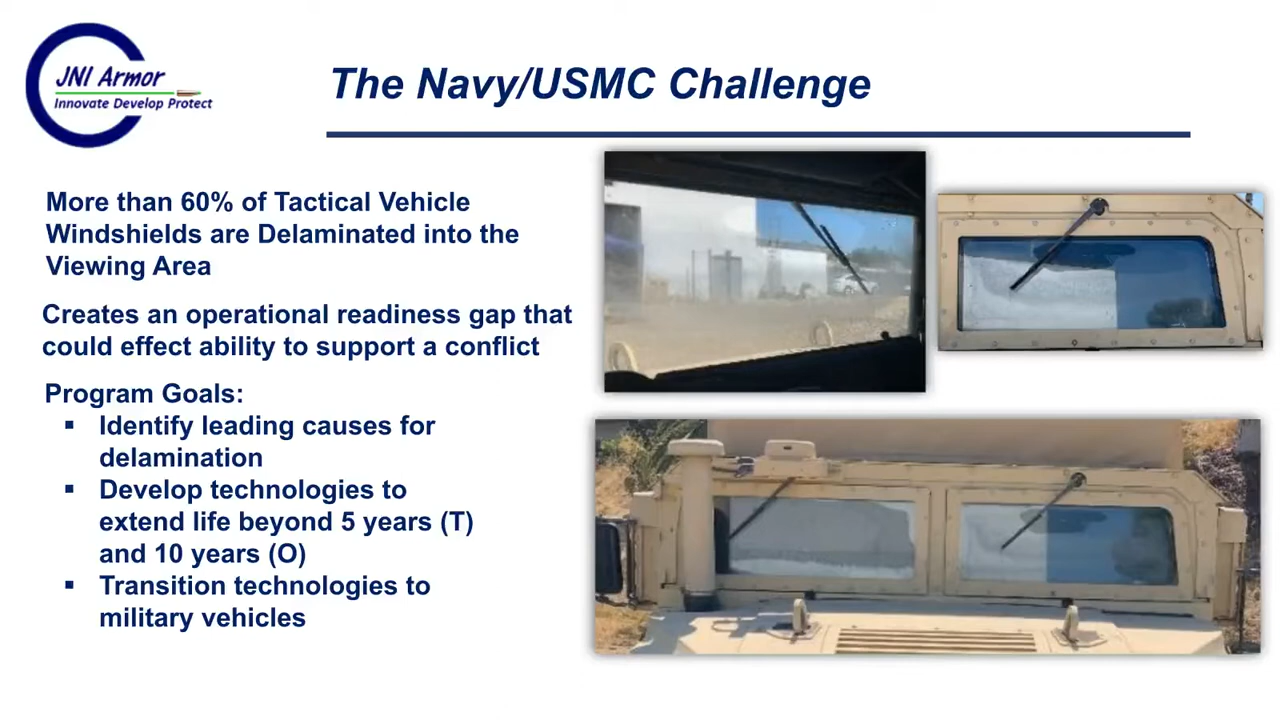 JNI Armor
Innovate Develop Protect
The Navy/USMC Challenge
More than 60% of Tactical Vehicle
Windshields are Delaminated into the
Viewing Area
Creates an operational readiness gap that
could effect ability to support a conflict
Program Goals:
▪ Identify leading causes for
delamination
▪ Develop technologies to
extend life beyond 5 years (T)
and 10 years (O)
▪ Transition technologies to
military vehicles